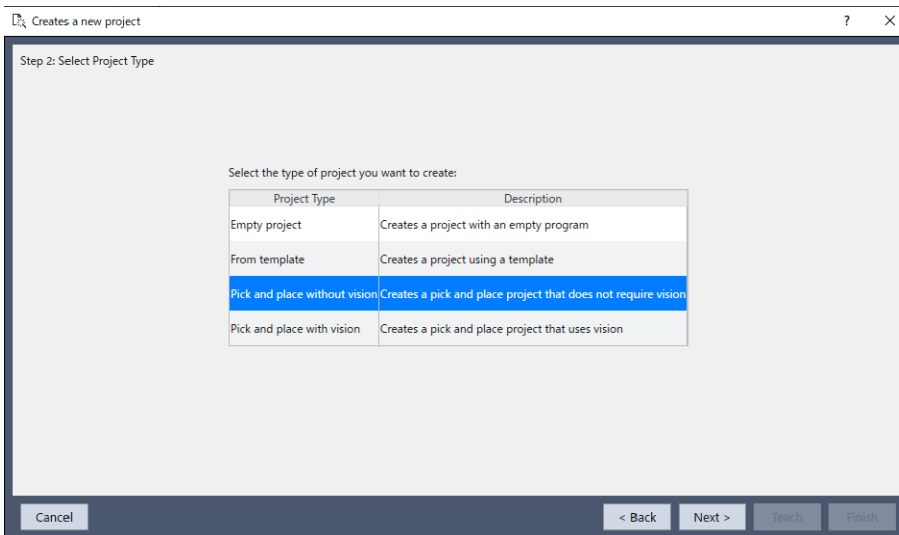 Creates a new project
?
Step 2: Select Project Type
Select the type of project you want to create:
Project Type Description
Empty project Creates a project with an empty program
From template Creates a project using a template
Pick and place without vision Creates a pick and place project that does not require vision
Pick and place with vision Creates a pick and place project that uses vision
Cancel < Back Next > Teach Finish